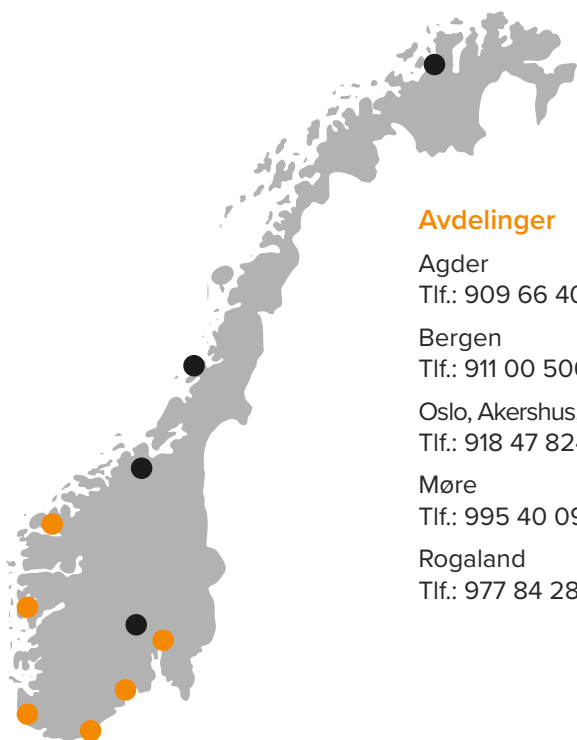 Avdelinger
Agder
Tlf.: 909 66 40
Bergen
Tlf.: 911 00 50
Oslo, Akershus,
Tlf.: 918 47 82
Møre
Tlf.: 995 40 09
Rogaland
Tlf.: 977 84 28